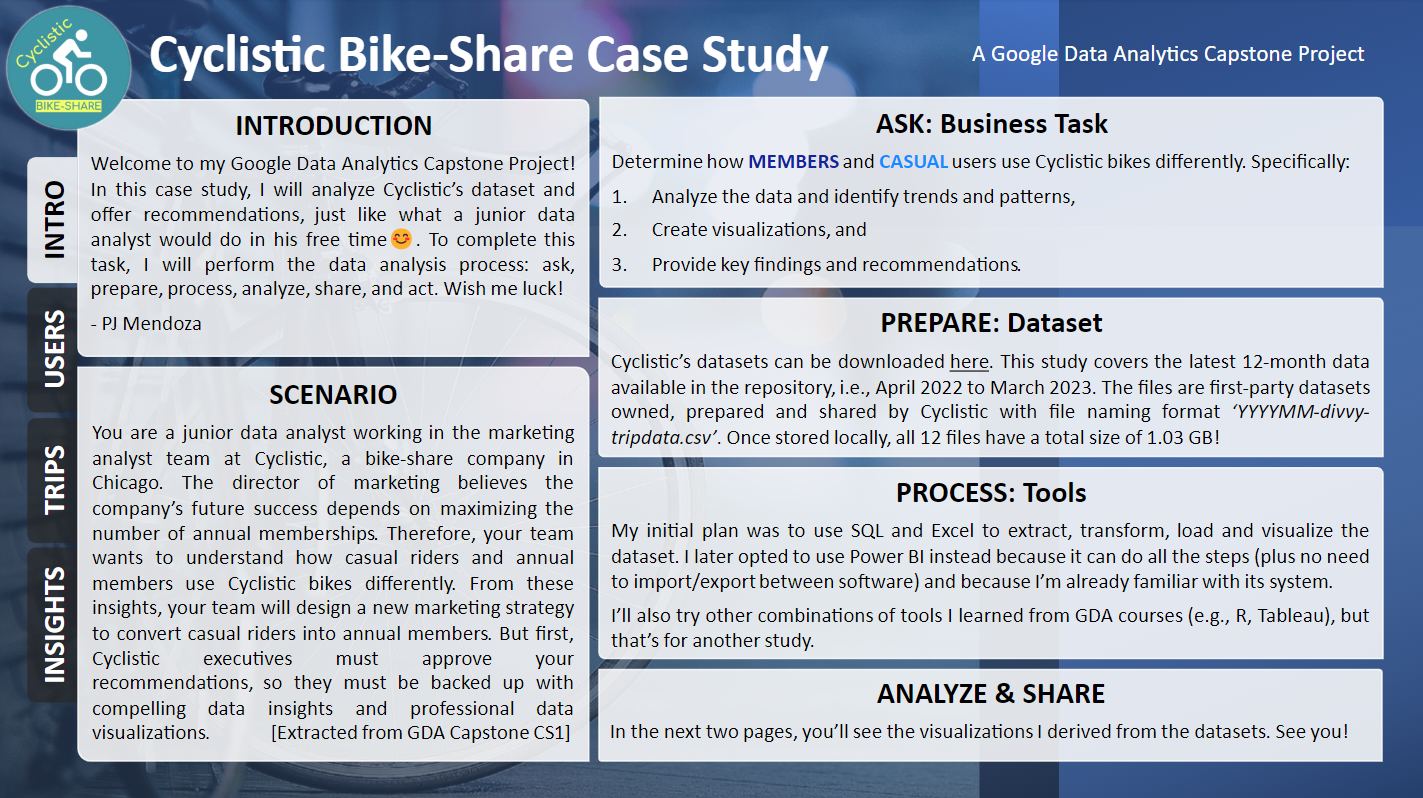 Cyclistic
BIKE-SHARE
Cyclistic Bike-Share Case Study
A Google Data Analytics Capstone Project
INTRO
USERS
TRIPS
INSIGHTS
INTRODUCTION
Welcome to my Google Data Analytics Capstone Project!
In this case study, I will analyze Cyclistic’s dataset and
offer recommendations, just like what a junior data
analyst would do in his free time😊. To complete this
task, I will perform the data analysis process: ask,
prepare, process, analyze, share, and act. Wish me luck!
- PJ Mendoza
SCENARIO
You are a junior data analyst working in the marketing
analyst team at Cyclistic, a bike-share company in
Chicago. The director of marketing believes the
company’s future success depends on maximizing the
number of annual memberships. Therefore, your team
wants to understand how casual riders and annual
members use Cyclistic bikes differently. From these
insights, your team will design a new marketing strategy
to convert casual riders into annual members. But first,
Cyclistic executives must approve your
recommendations, so they must be backed up with
compelling data insights and professional data
visualizations. [Extracted from GDA Capstone CS1]
ASK: Business Task
Determine how MEMBERS and CASUAL users use Cyclistic bikes differently. Specifically:
1. Analyze the data and identify trends and patterns,
2. Create visualizations, and
3. Provide key findings and recommendations.
PREPARE: Dataset
Cyclistic’s datasets can be downloaded here. This study covers the latest 12-month data
available in the repository, i.e., April 2022 to March 2023. The files are first-party datasets
owned, prepared and shared by Cyclistic with file naming format ‘YYYYMM-divvy-
tripdata.csv’. Once stored locally, all 12 files have a total size of 1.03 GB!
PROCESS: Tools
My initial plan was to use SQL and Excel to extract, transform, load and visualize the
dataset. I later opted to use Power BI instead because it can do all the steps (plus no need
to import/export between software) and because I’m already familiar with its system.
I’ll also try other combinations of tools I learned from GDA courses (e.g., R, Tableau), but
that’s for another study.
ANALYZE & SHARE
In the next two pages, you’ll see the visualizations I derived from the datasets. See you!